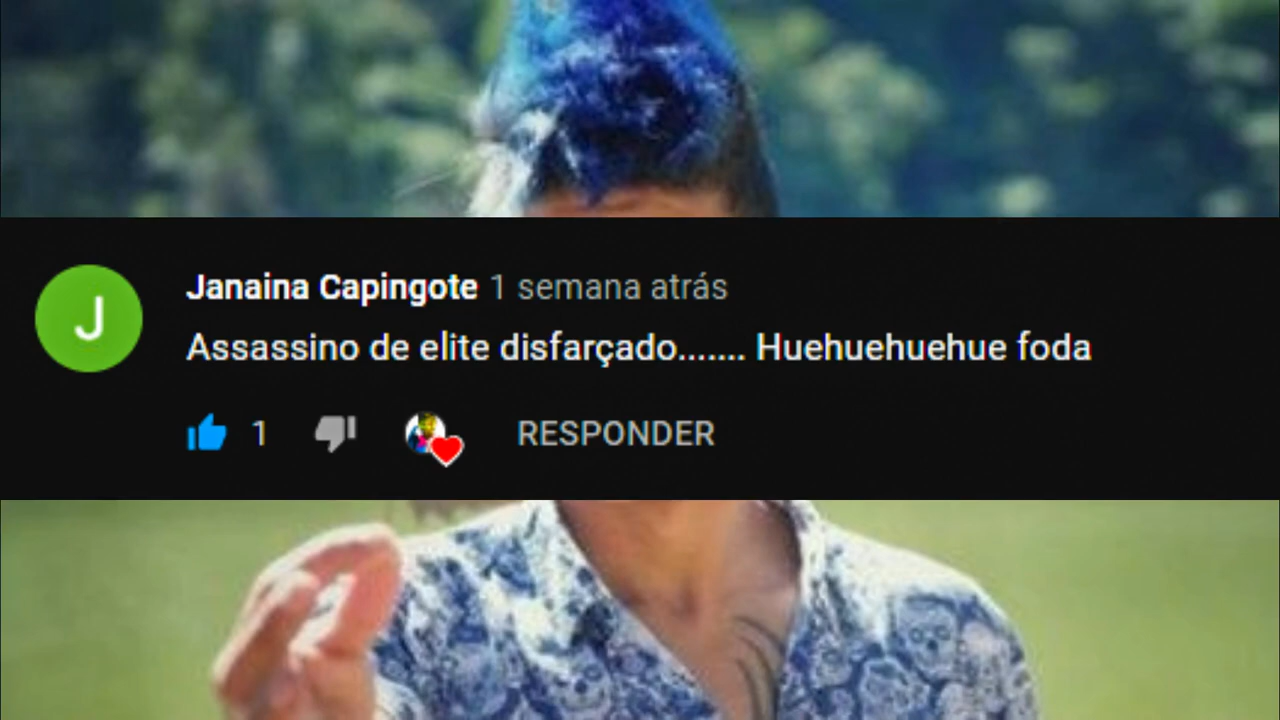 J
Janaina Capingote 1 semana atrás
Assassino de elite disfarçado....... Huehuehuehue foda
1
RESPONDER